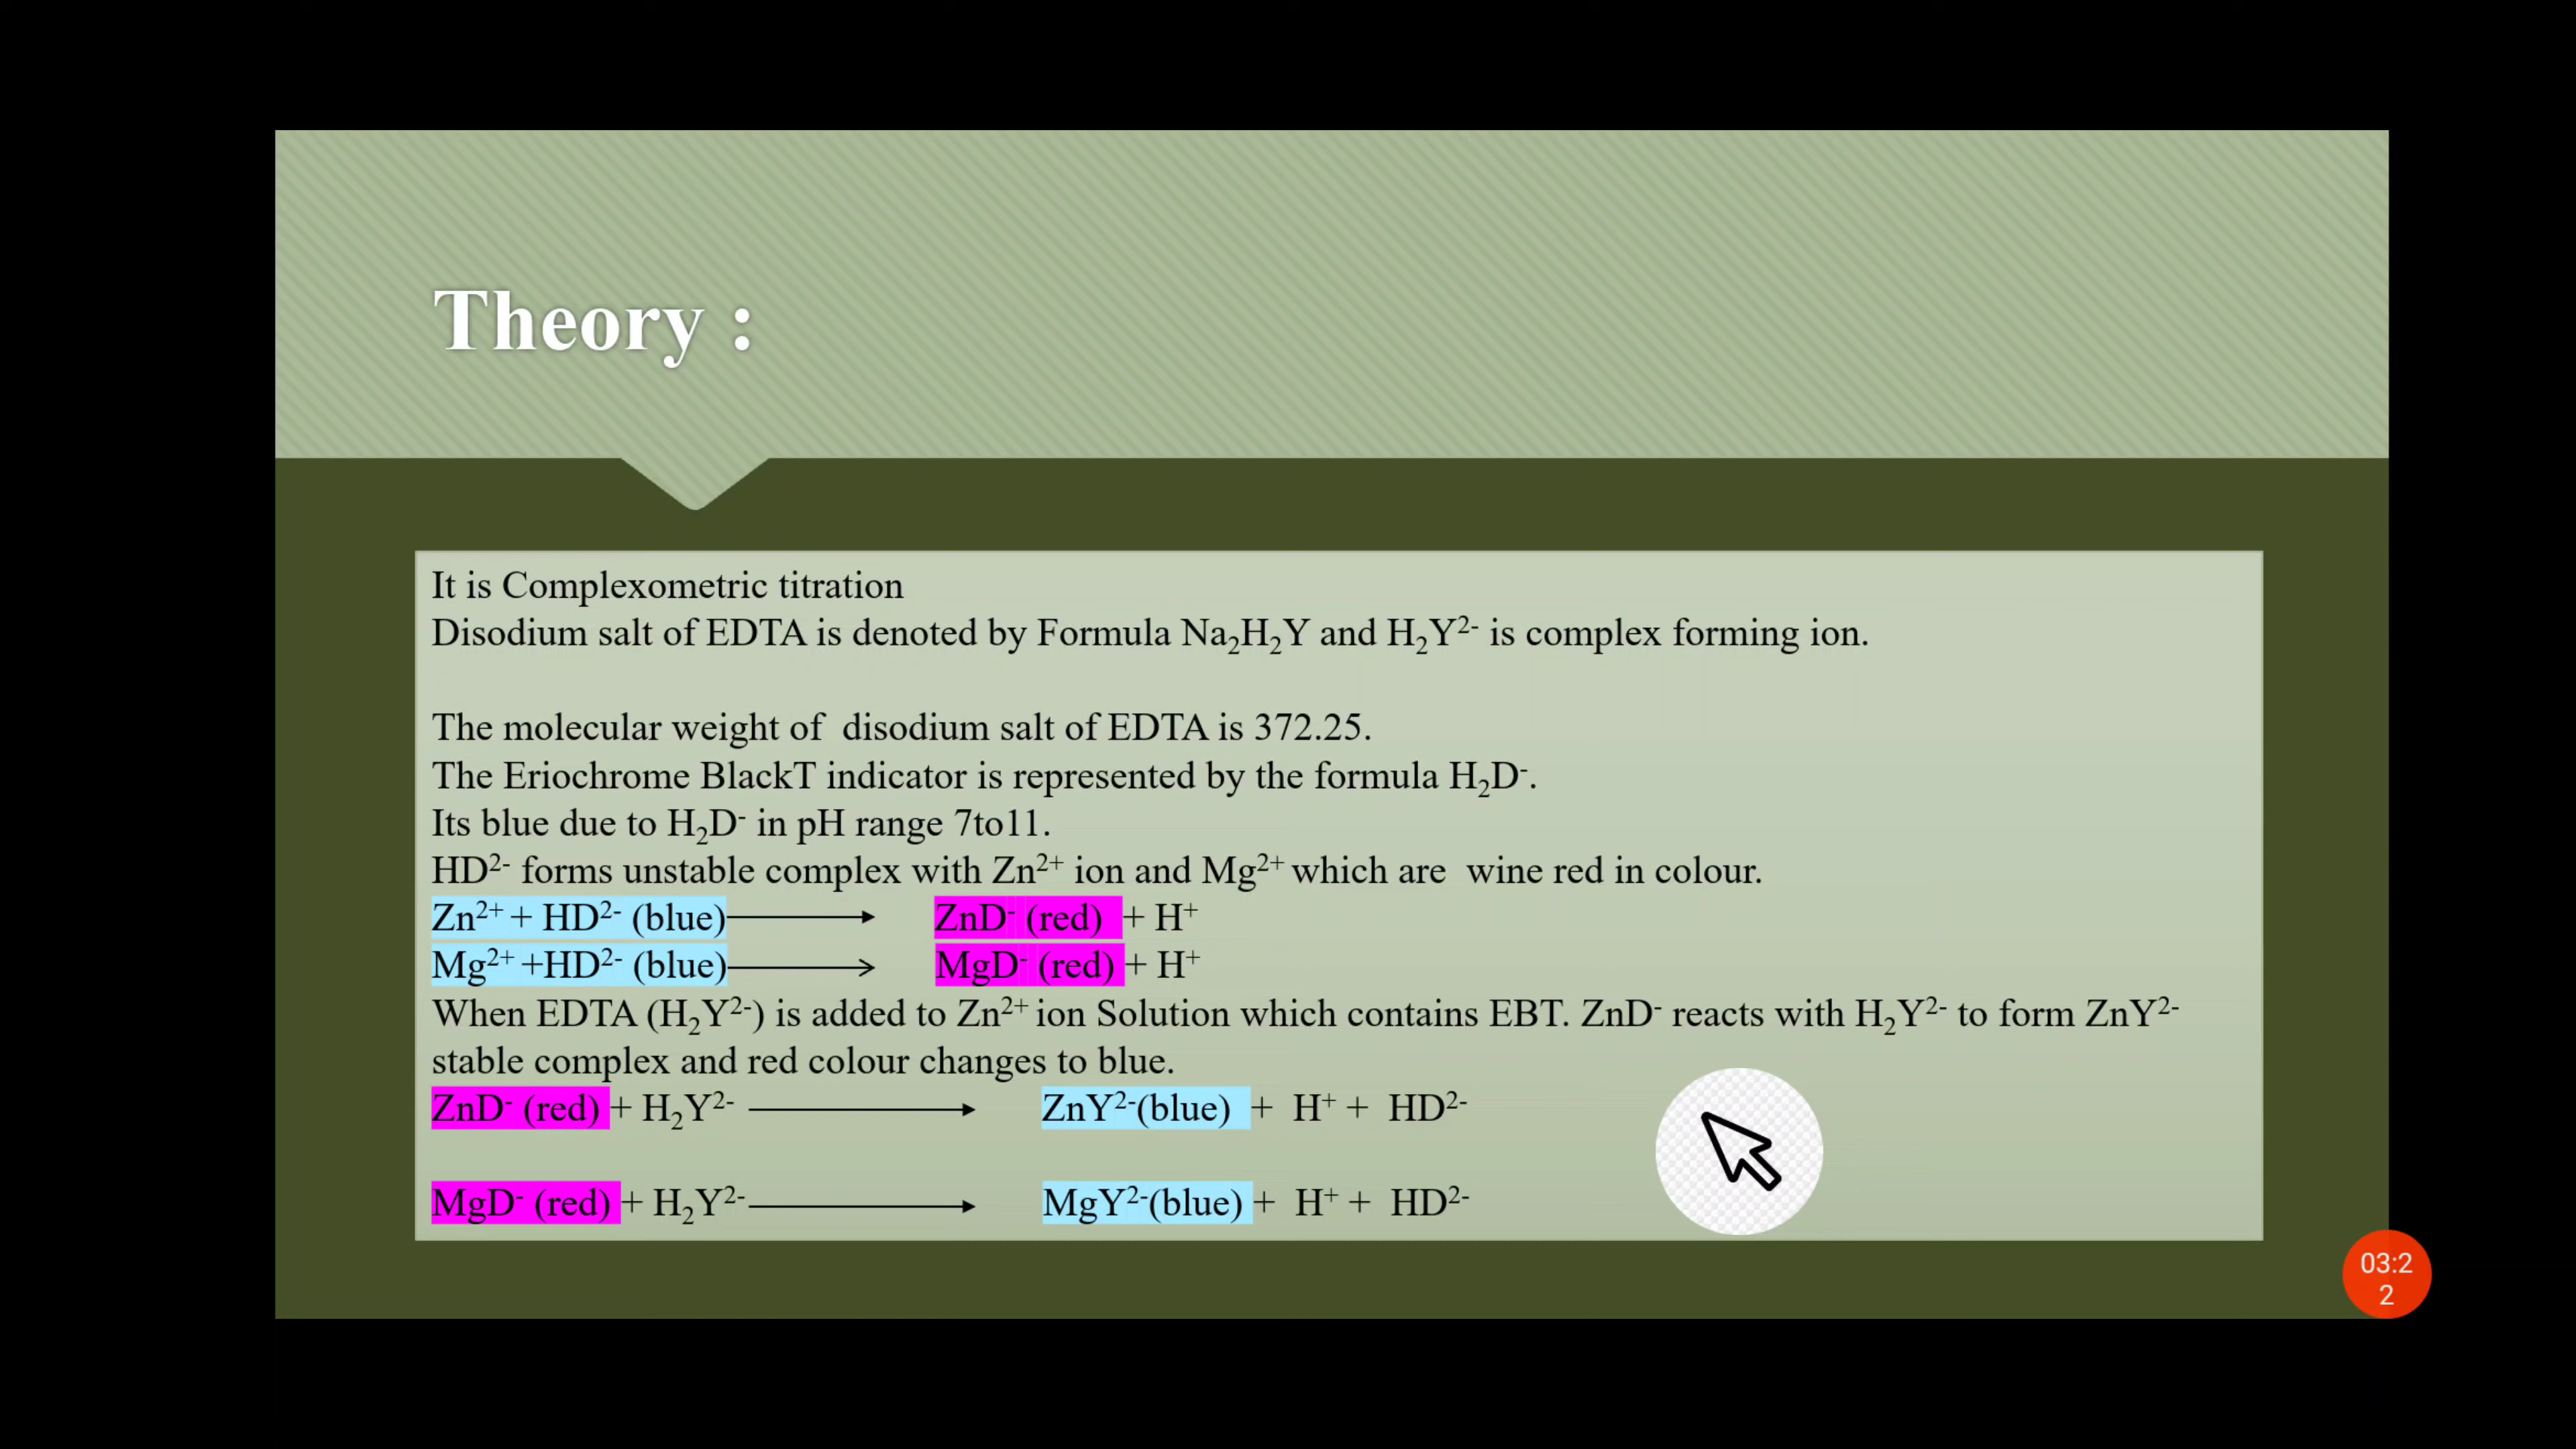 Theory :
It is Complexometric titration
Disodium salt of EDTA is denoted by Formula Na₂H₂Y and H₂Y²⁻ is complex forming ion.
The molecular weight of  disodium salt of EDTA is 372.25.
The Eriochrome BlackT indicator is represented by the formula H₂D⁻.
Its blue due to H₂D⁻ in pH range 7to11.
HD²⁻ forms unstable complex with Zn²⁺ ion and Mg²⁺ which are  wine red in colour.
Zn²⁺ + HD²⁻ (blue) ⟶ ZnD⁻ (red) + H⁺
Mg²⁺ +HD²⁻ (blue) ⟶ MgD⁻ (red) + H⁺
When EDTA (H₂Y²⁻) is added to Zn²⁺ ion Solution which contains EBT. ZnD⁻ reacts with H₂Y²⁻ to form ZnY²⁻
stable complex and red colour changes to blue.
ZnD⁻ (red) + H₂Y²⁻ ⟶ ZnY²⁻(blue) + H⁺ + HD²⁻
MgD⁻ (red) + H₂Y²⁻ ⟶ MgY²⁻(blue) + H⁺ + HD²⁻
03:2
2